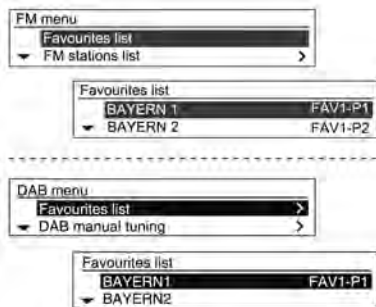 FM menu
Favourites list
FM stations list >
Favourites list
BAYERN 1 FAV1-P1
BAYERN 2 FAV1-P2
DAB menu
Favourites list >
DAB manual tuning >
Favourites list
BAYERN1 FAV1-P1
BAYERN2